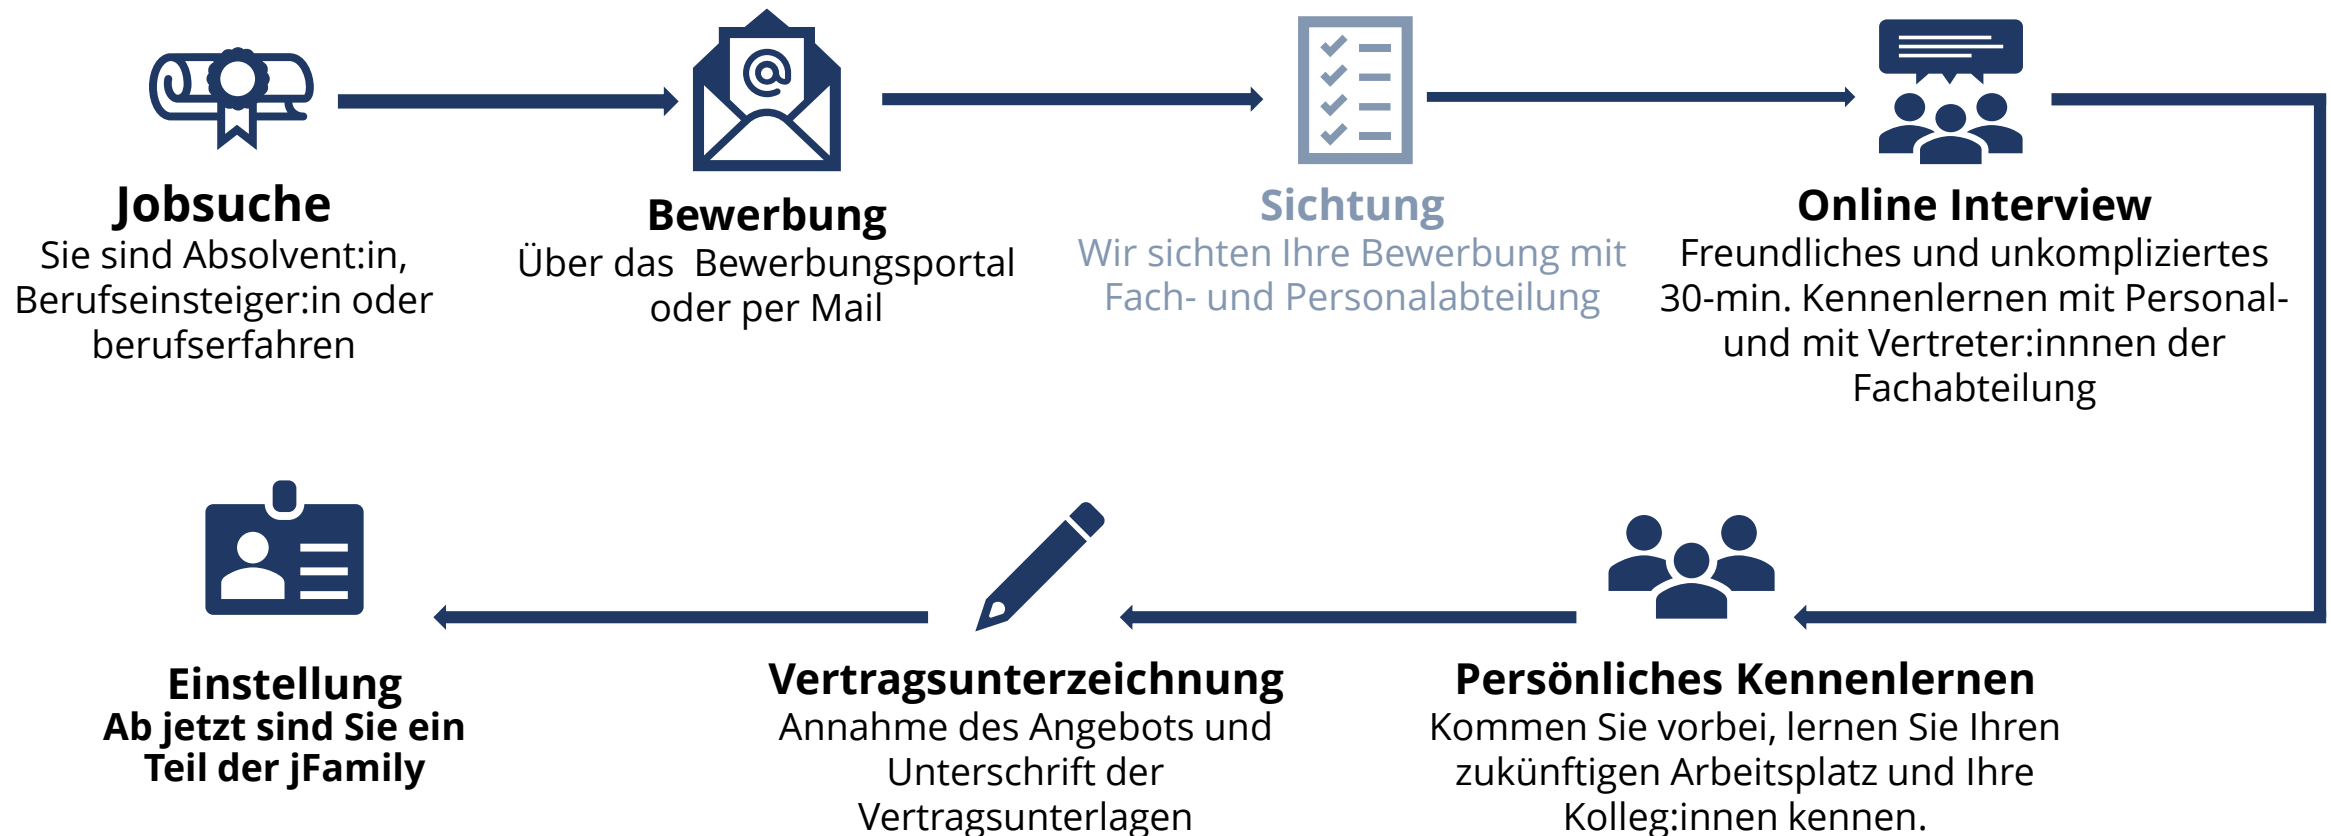 Jobsuche
Sie sind Absolvent:in,
Berufseinsteiger:in oder
berufserfahren
Bewerbung
Über das  Bewerbungsportal
oder per Mail
Sichtung
Wir sichten Ihre Bewerbung mit
Fach- und Personalabteilung
Online Interview
Freundliches und unkompliziertes
30-min. Kennenlernen mit Personal-
und mit Vertreter:innnen der
Fachabteilung
Persönliches Kennenlernen
Kommen Sie vorbei, lernen Sie Ihren
zukünftigen Arbeitsplatz und Ihre
Kolleg:innen kennen.
Vertragsunterzeichnung
Annahme des Angebots und
Unterschrift der
Vertragsunterlagen
Einstellung
Ab jetzt sind Sie ein
Teil der jFamily